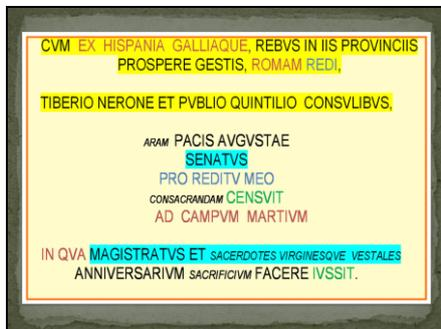 CVM EX HISPANIA GALLIAQUE, REBVS IN IIS PROVINCIIS
PROSPERE GESTIS, ROMAM REDI,
TIBERIO NERONE ET PVBLIO QUINTILIO CONSVLIBVS,
ARAM PACIS AVGVSTAE
SENATVS
PRO REDITV MEO
CONSACRANDAM CENSVIT
AD CAMPVM MARTIVM
IN QVA MAGISTRATVS ET SACERDOTES VIRGINESQVE VESTALES
ANNIVERSARIVM SACRIFICIVM FACERE IVSSIT.